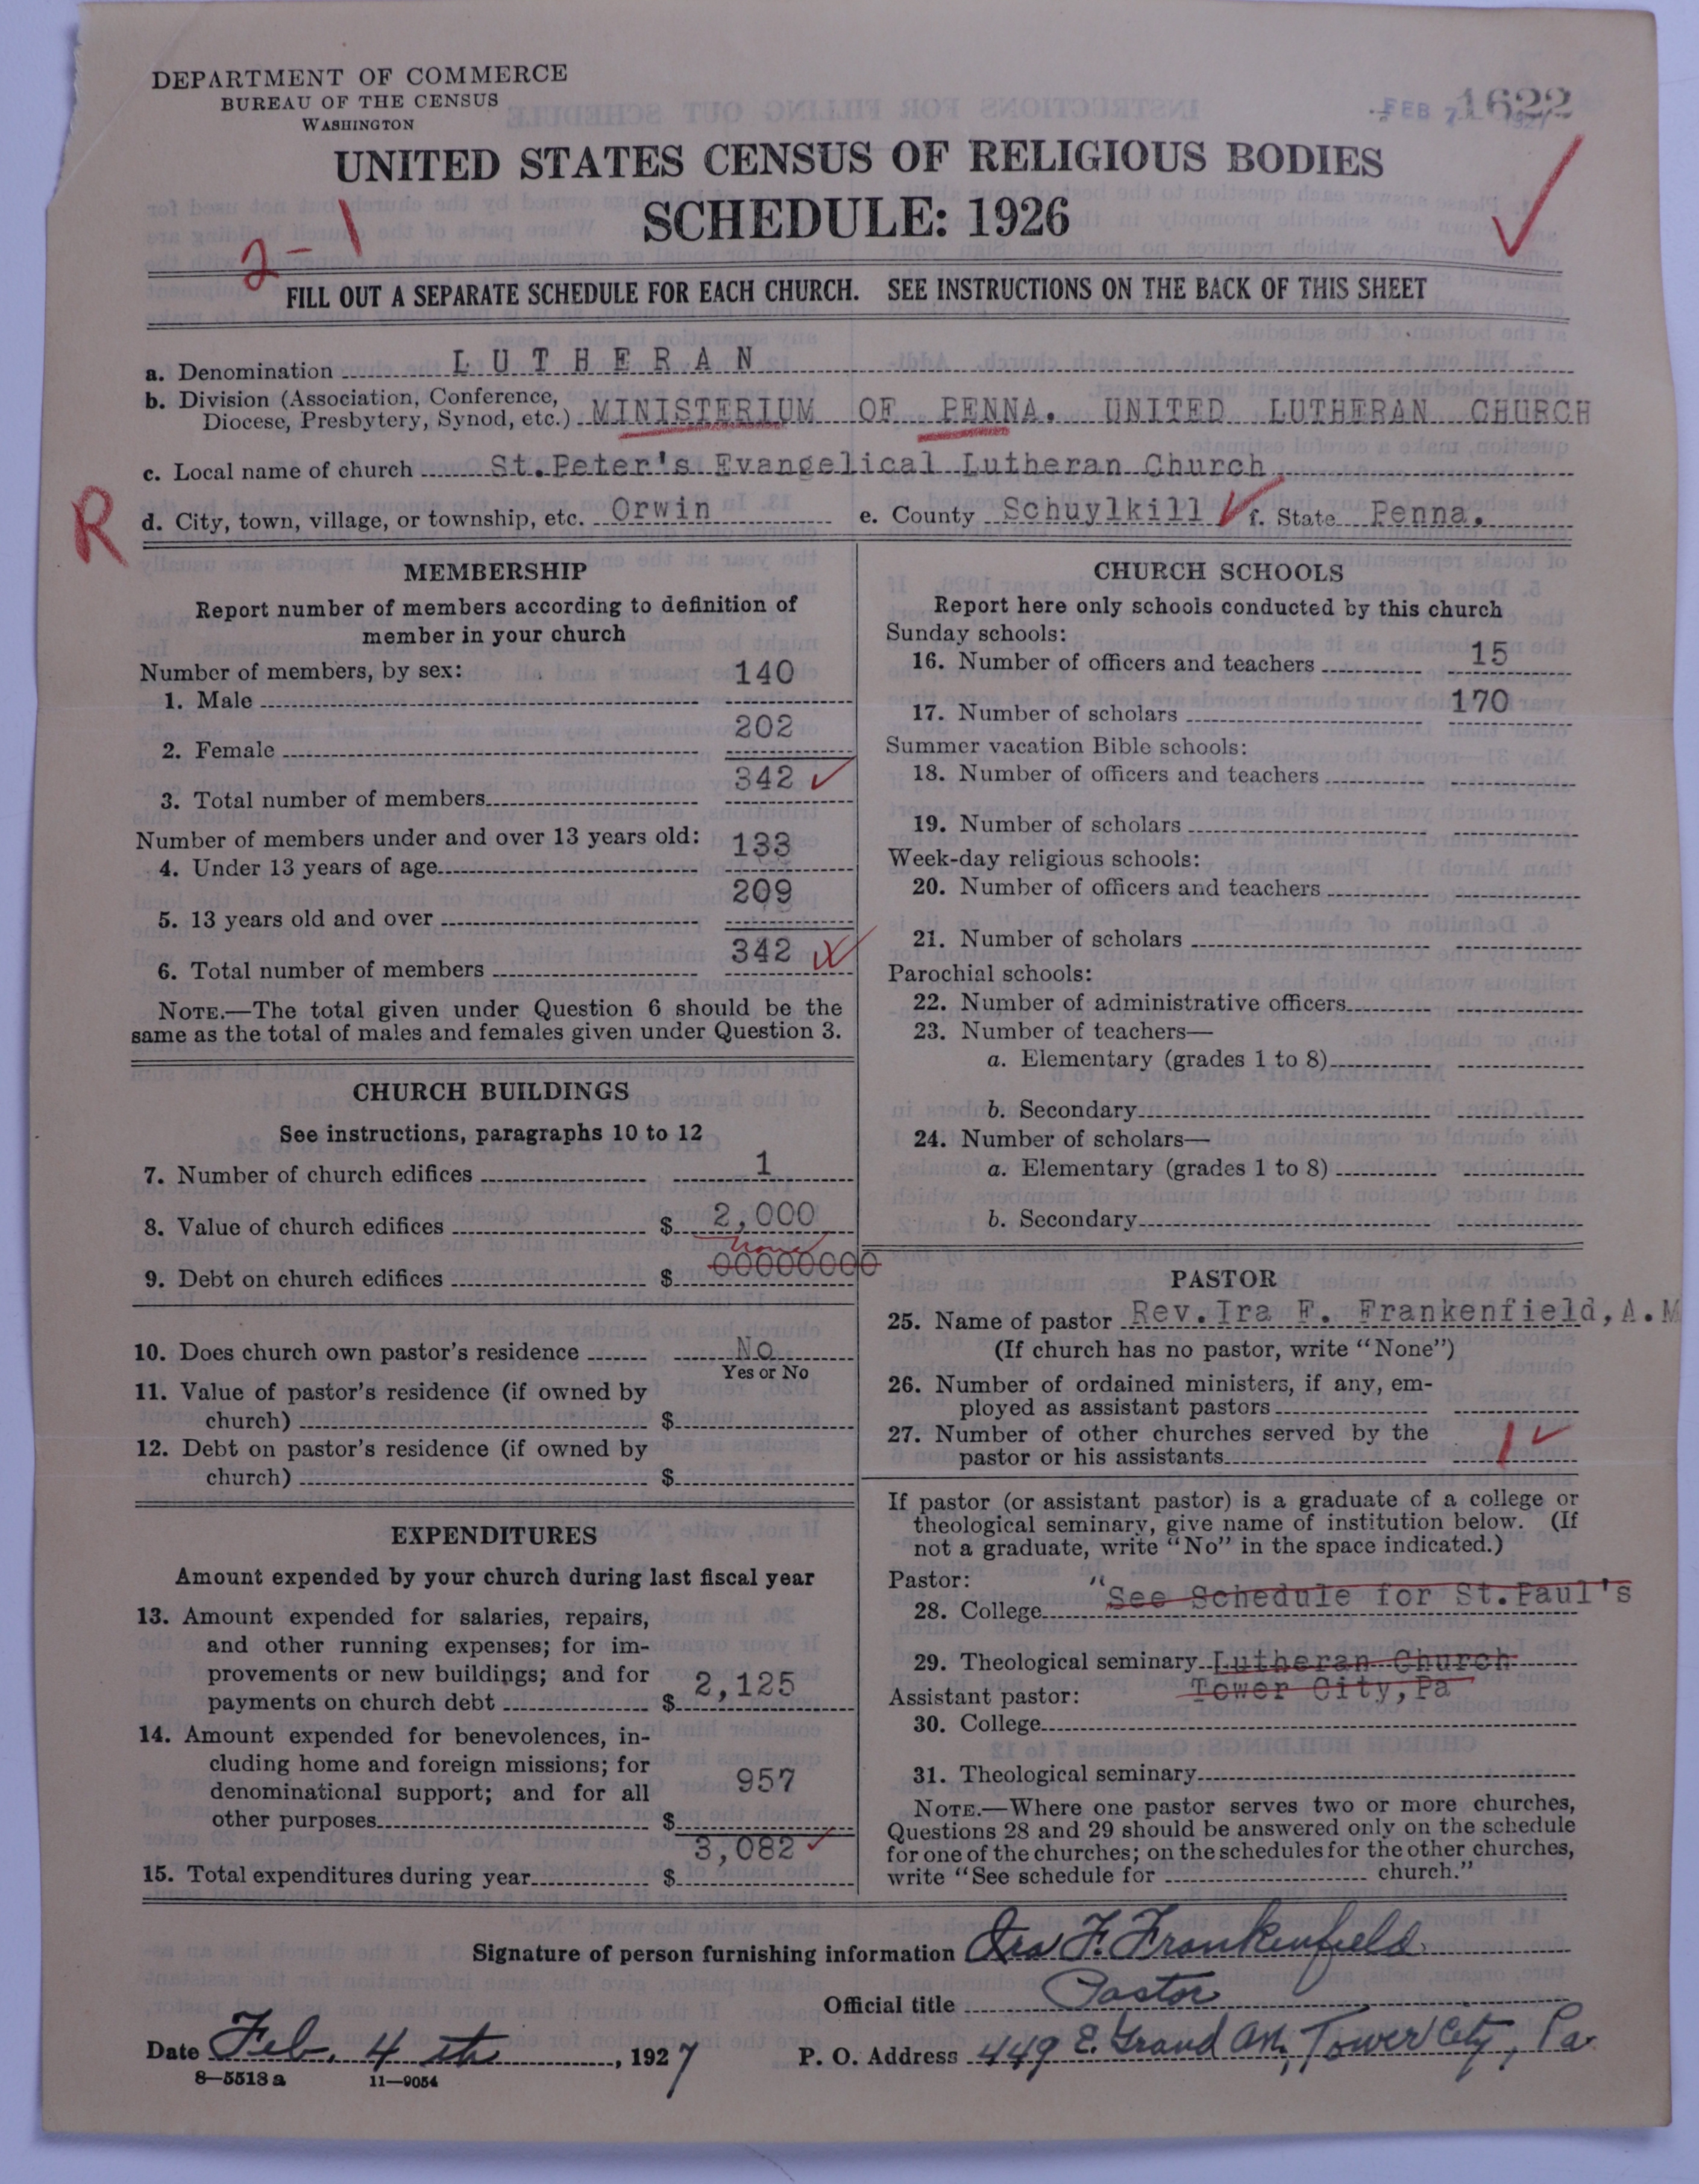 DEPARTMENT OF COMMERCE
BUREAU OF THE CENSUS
WASHINGTON
FEB 7 1927
1622
UNITED STATES CENSUS OF RELIGIOUS BODIES
SCHEDULE: 1926
2-1
FILL OUT A SEPARATE SCHEDULE FOR EACH CHURCH. SEE INSTRUCTIONS ON THE BACK OF THIS SHEET
a. Denomination LUTHERAN
b. Division (Association, Conference,
Diocese, Presbytery, Synod, etc.) MINISTERIUM OF PENNA. UNITED LUTHERAN CHURCH
c. Local name of church St.Peter's Evangelical Lutheran Church
R
d. City, town, village, or township, etc. Orwin e. County Schuylkill f. State Penna.
MEMBERSHIP
Report number of members according to definition of
member in your church
Number of members, by sex:
1. Male 140
2. Female 202
3. Total number of members 342
Number of members under and over 13 years old:
4. Under 13 years of age 133
5. 13 years old and over 209
6. Total number of members 342
NOTE.—The total given under Question 6 should be the
same as the total of males and females given under Question 3.
CHURCH BUILDINGS
See instructions, paragraphs 10 to 12
7. Number of church edifices 1
8. Value of church edifices $ 2,000
none
9. Debt on church edifices $ 00000000
10. Does church own pastor's residence No
Yes or No
11. Value of pastor's residence (if owned by
church) $
12. Debt on pastor's residence (if owned by
church) $
EXPENDITURES
Amount expended by your church during last fiscal year
13. Amount expended for salaries, repairs,
and other running expenses; for im-
provements or new buildings; and for
payments on church debt $ 2,125
14. Amount expended for benevolences, in-
cluding home and foreign missions; for
denominational support; and for all
other purposes $ 957
15. Total expenditures during year $ 3,082
CHURCH SCHOOLS
Report here only schools conducted by this church
Sunday schools:
16. Number of officers and teachers 15
17. Number of scholars 170
Summer vacation Bible schools:
18. Number of officers and teachers
19. Number of scholars
Week-day religious schools:
20. Number of officers and teachers
21. Number of scholars
Parochial schools:
22. Number of administrative officers
23. Number of teachers—
a. Elementary (grades 1 to 8)
b. Secondary
24. Number of scholars—
a. Elementary (grades 1 to 8)
b. Secondary
PASTOR
25. Name of pastor Rev.Ira F. Frankenfield,A.M
(If church has no pastor, write "None")
26. Number of ordained ministers, if any, em-
ployed as assistant pastors
27. Number of other churches served by the
pastor or his assistants 1
If pastor (or assistant pastor) is a graduate of a college or
theological seminary, give name of institution below. (If
not a graduate, write "No" in the space indicated.)
Pastor:
28. College "See Schedule for St.Paul's
29. Theological seminary Lutheran Church
Tower City,Pa
Assistant pastor:
30. College
31. Theological seminary
NOTE.—Where one pastor serves two or more churches,
Questions 28 and 29 should be answered only on the schedule
for one of the churches; on the schedules for the other churches,
write "See schedule for church."
Signature of person furnishing information Ira F. Frankenfield
Official title Pastor
Date Feb. 4 th, 1927 P. O. Address 449 E. Grand Av., Tower City, Pa.
8—5518 a 11—9054